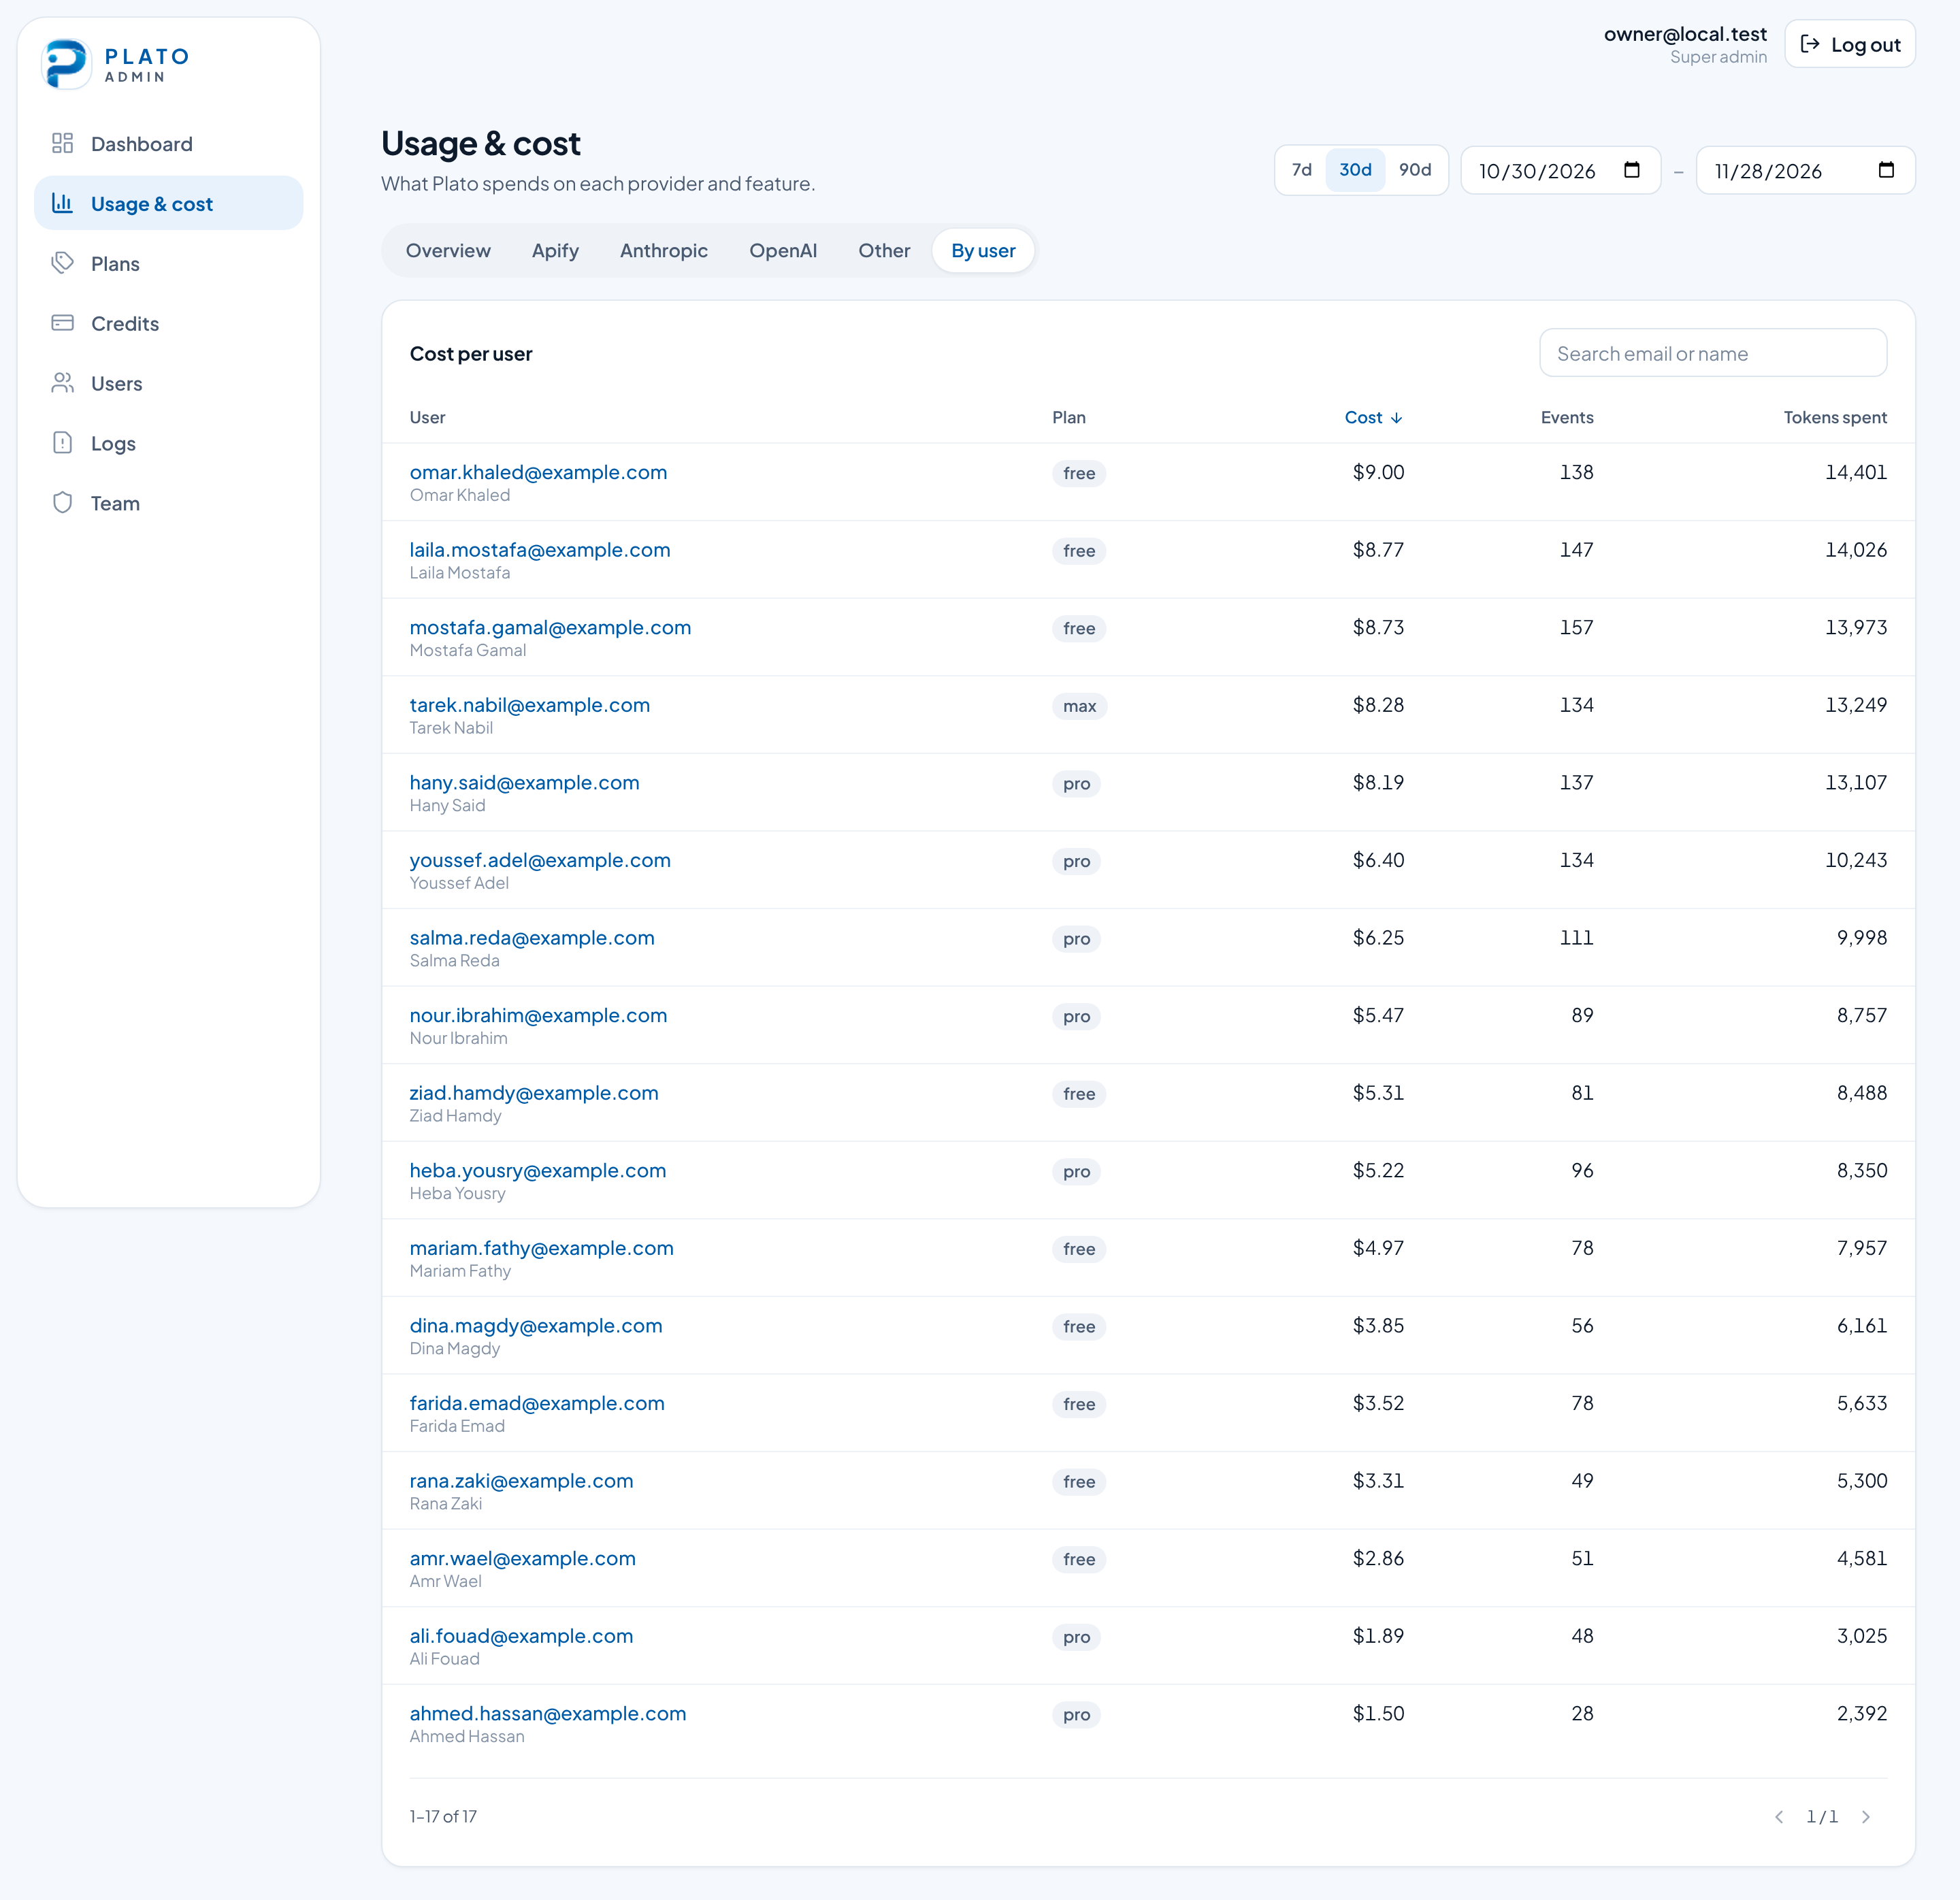 PLATO
ADMIN
owner@local.test
Super admin
Log out
Dashboard
Usage & cost
Plans
Credits
Users
Logs
Team
Usage & cost
What Plato spends on each provider and feature.
7d 30d 90d 10/30/2026 – 11/28/2026
Overview Apify Anthropic OpenAI Other By user
Cost per user
Search email or name
User Plan Cost ↓ Events Tokens spent
omar.khaled@example.com free $9.00 138 14,401
Omar Khaled
laila.mostafa@example.com free $8.77 147 14,026
Laila Mostafa
mostafa.gamal@example.com free $8.73 157 13,973
Mostafa Gamal
tarek.nabil@example.com max $8.28 134 13,249
Tarek Nabil
hany.said@example.com pro $8.19 137 13,107
Hany Said
youssef.adel@example.com pro $6.40 134 10,243
Youssef Adel
salma.reda@example.com pro $6.25 111 9,998
Salma Reda
nour.ibrahim@example.com pro $5.47 89 8,757
Nour Ibrahim
ziad.hamdy@example.com free $5.31 81 8,488
Ziad Hamdy
heba.yousry@example.com pro $5.22 96 8,350
Heba Yousry
mariam.fathy@example.com free $4.97 78 7,957
Mariam Fathy
dina.magdy@example.com free $3.85 56 6,161
Dina Magdy
farida.emad@example.com free $3.52 78 5,633
Farida Emad
rana.zaki@example.com free $3.31 49 5,300
Rana Zaki
amr.wael@example.com free $2.86 51 4,581
Amr Wael
ali.fouad@example.com pro $1.89 48 3,025
Ali Fouad
ahmed.hassan@example.com pro $1.50 28 2,392
Ahmed Hassan
1–17 of 17
1 / 1